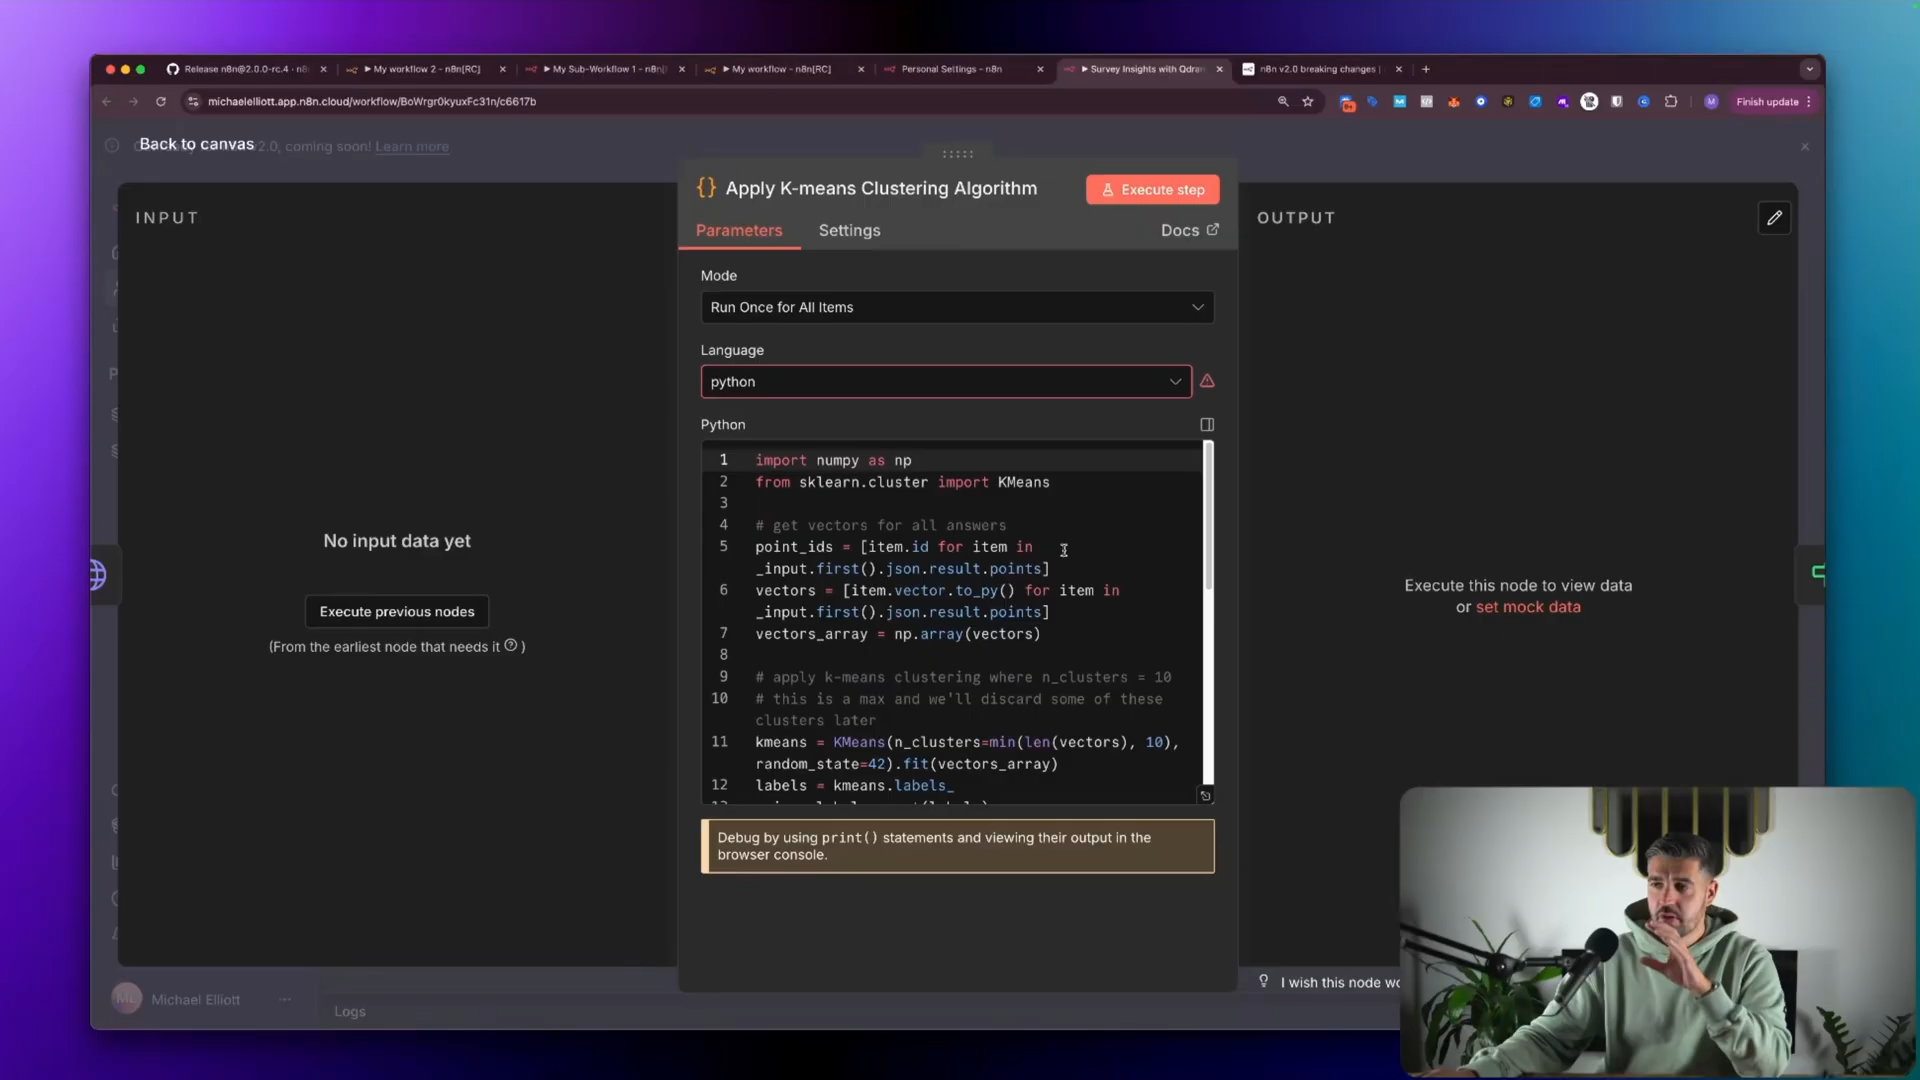 Release n8n@2.0.0-rc.4 · n8
My workflow 2 - n8n[RC]
My Sub-Workflow 1 - n8n[
My workflow - n8n[RC]
Personal Settings - n8n
Survey Insights with Qdran
n8n v2.0 breaking changes |
michaelelliott.app.n8n.cloud/workflow/BoWrgr0kyuxFc31n/c6617b
Finish update
Back to canvas
v2.0, coming soon! Learn more
INPUT
Apply K-means Clustering Algorithm
Execute step
OUTPUT
Parameters
Settings
Docs
Mode
Run Once for All Items
Language
python
Python
1 import numpy as np
2 from sklearn.cluster import KMeans
3
4 # get vectors for all answers
5 point_ids = [item.id for item in
_input.first().json.result.points]
6 vectors = [item.vector.to_py() for item in
_input.first().json.result.points]
7 vectors_array = np.array(vectors)
8
9 # apply k-means clustering where n_clusters = 10
10 # this is a max and we'll discard some of these
clusters later
11 kmeans = KMeans(n_clusters=min(len(vectors), 10),
random_state=42).fit(vectors_array)
12 labels = kmeans.labels_
No input data yet
Execute previous nodes
(From the earliest node that needs it ? )
Execute this node to view data
or set mock data
Debug by using print() statements and viewing their output in the
browser console.
ML
Michael Elliott
Logs
I wish this node wo